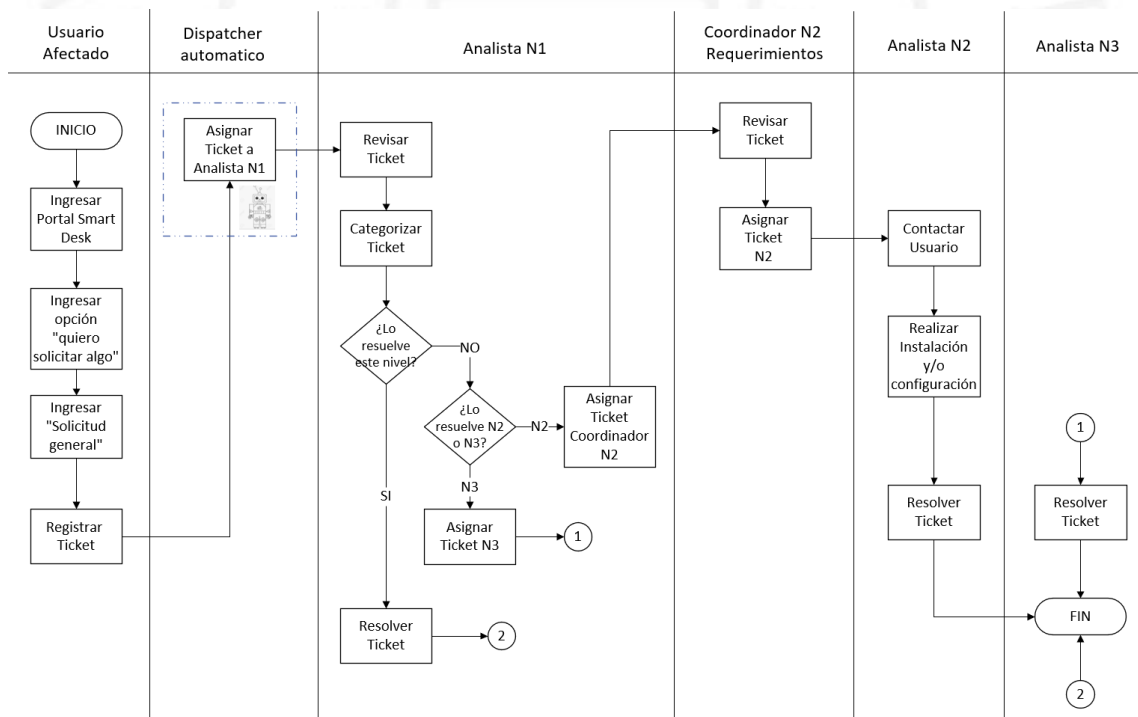 Usuario
Afectado
Dispatcher
automatico
Analista N1
Coordinador N2
Requerimientos
Analista N2
Analista N3
INICIO
Ingresar
Portal Smart
Desk
Ingresar
opción
"quiero
solicitar algo"
Ingresar
"Solicitud
general"
Registrar
Ticket
Asignar
Ticket a
Analista N1
Revisar
Ticket
Categorizar
Ticket
¿Lo
resuelve
este nivel?
NO
SI
¿Lo
resuelve N2
o N3?
N2
N3
Asignar
Ticket
Coordinador
N2
Asignar
Ticket N3
1
Resolver
Ticket
2
Revisar
Ticket
Asignar
Ticket
N2
Contactar
Usuario
Realizar
Instalación
y/o
configuración
Resolver
Ticket
1
Resolver
Ticket
FIN
2